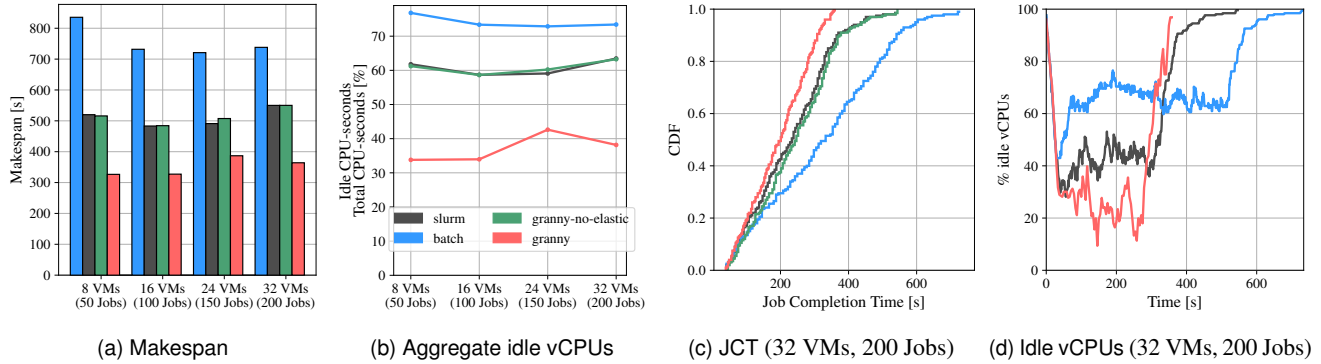 Makespan [s]
800
700
600
500
400
300
200
100
0
8 VMs
(50 Jobs)
16 VMs
(100 Jobs)
24 VMs
(150 Jobs)
32 VMs
(200 Jobs)
(a) Makespan
Idle CPU-seconds
Total CPU-seconds [%]
80
70
60
50
40
30
20
10
0
slurm
batch
granny-no-elastic
granny
8 VMs
(50 Jobs)
16 VMs
(100 Jobs)
24 VMs
(150 Jobs)
32 VMs
(200 Jobs)
(b) Aggregate idle vCPUs
CDF
1.0
0.8
0.6
0.4
0.2
0.0
200
400
600
Job Completion Time [s]
(c) JCT (32 VMs, 200 Jobs)
% idle vCPUs
100
80
60
40
20
0
0
200
400
600
Time [s]
(d) Idle vCPUs (32 VMs, 200 Jobs)